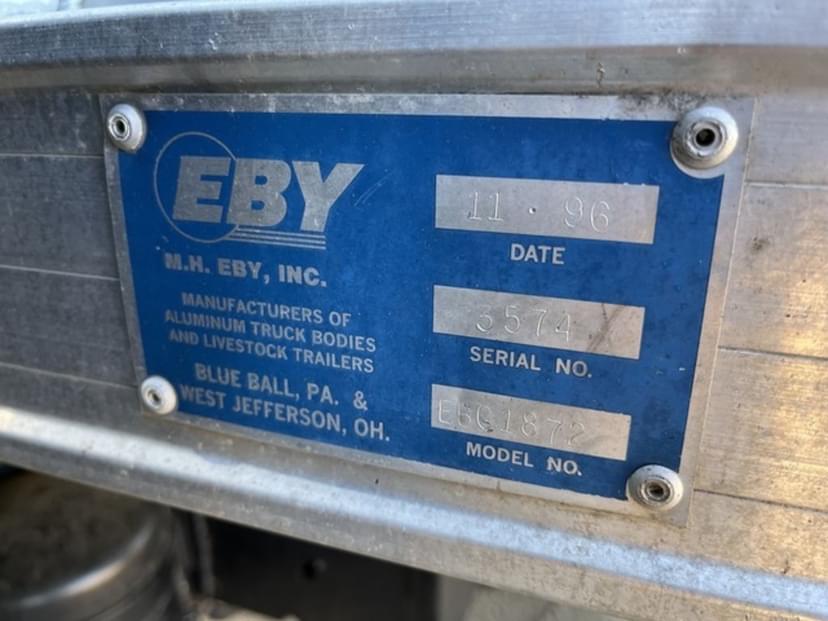 EBY
M.H. EBY, INC.
MANUFACTURERS OF
ALUMINUM TRUCK BODIES
AND LIVESTOCK TRAILERS
BLUE BALL, PA. &
WEST JEFFERSON, OH.
11 · 96
DATE
3574
SERIAL NO.
MODEL NO.